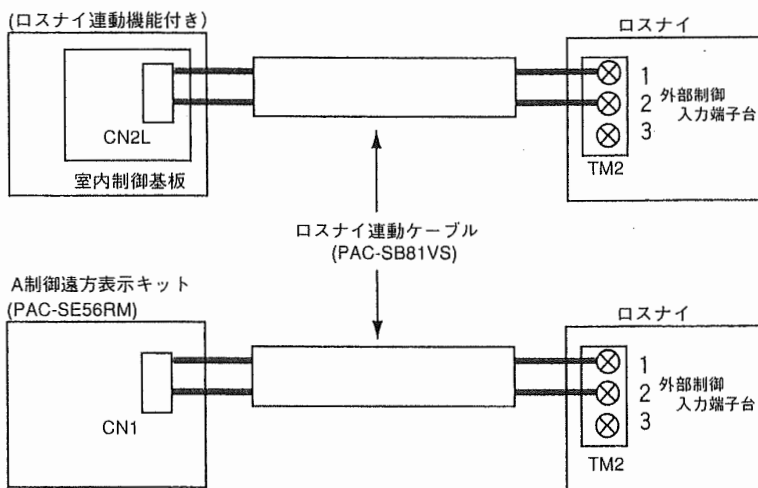 (ロスナイ連動機能付き)
CN2L
室内制御基板
ロスナイ
1
2
3
外部制御
入力端子台
TM2
ロスナイ連動ケーブル
(PAC-SB81VS)
A制御遠方表示キット
(PAC-SE56RM)
CN1
ロスナイ
1
2
3
外部制御
入力端子台
TM2